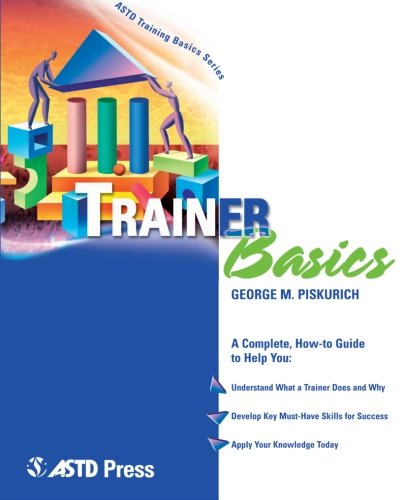 ASTD Training Basics Series
TRAINER
Basics
GEORGE M. PISKURICH
A Complete, How-to Guide
to Help You:
Understand What a Trainer Does and Why
Develop Key Must-Have Skills for Success
Apply Your Knowledge Today
ASTD Press